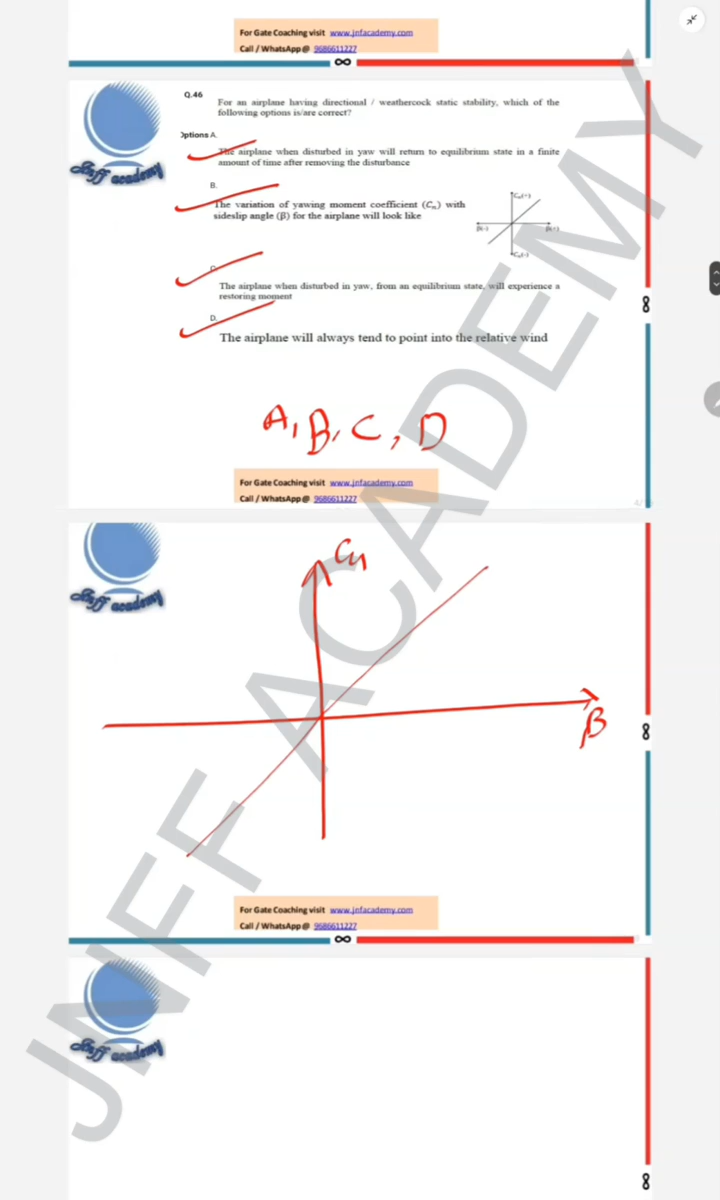 For Gate Coaching visit www.jnfacademy.com
Call / WhatsApp@ 9686611227
∞
Q.46
For an airplane having directional / weathercock static stability, which of the
following options is/are correct?
Options A.
The airplane when disturbed in yaw will return to equilibrium state in a finite
amount of time after removing the disturbance
B.
The variation of yawing moment coefficient (Cn) with
sideslip angle (β) for the airplane will look like
Cn(+)
β(-)
β(+)
Cn(-)
C.
The airplane when disturbed in yaw, from an equilibrium state, will experience a
restoring moment
D.
The airplane will always tend to point into the relative wind
∞
A, B, C, D
For Gate Coaching visit www.jnfacademy.com
Call / WhatsApp@ 9686611227
academy
Cn
β
∞
For Gate Coaching visit www.jnfacademy.com
Call / WhatsApp@ 9686611227
∞
academy
∞
JNFF ACADEMY